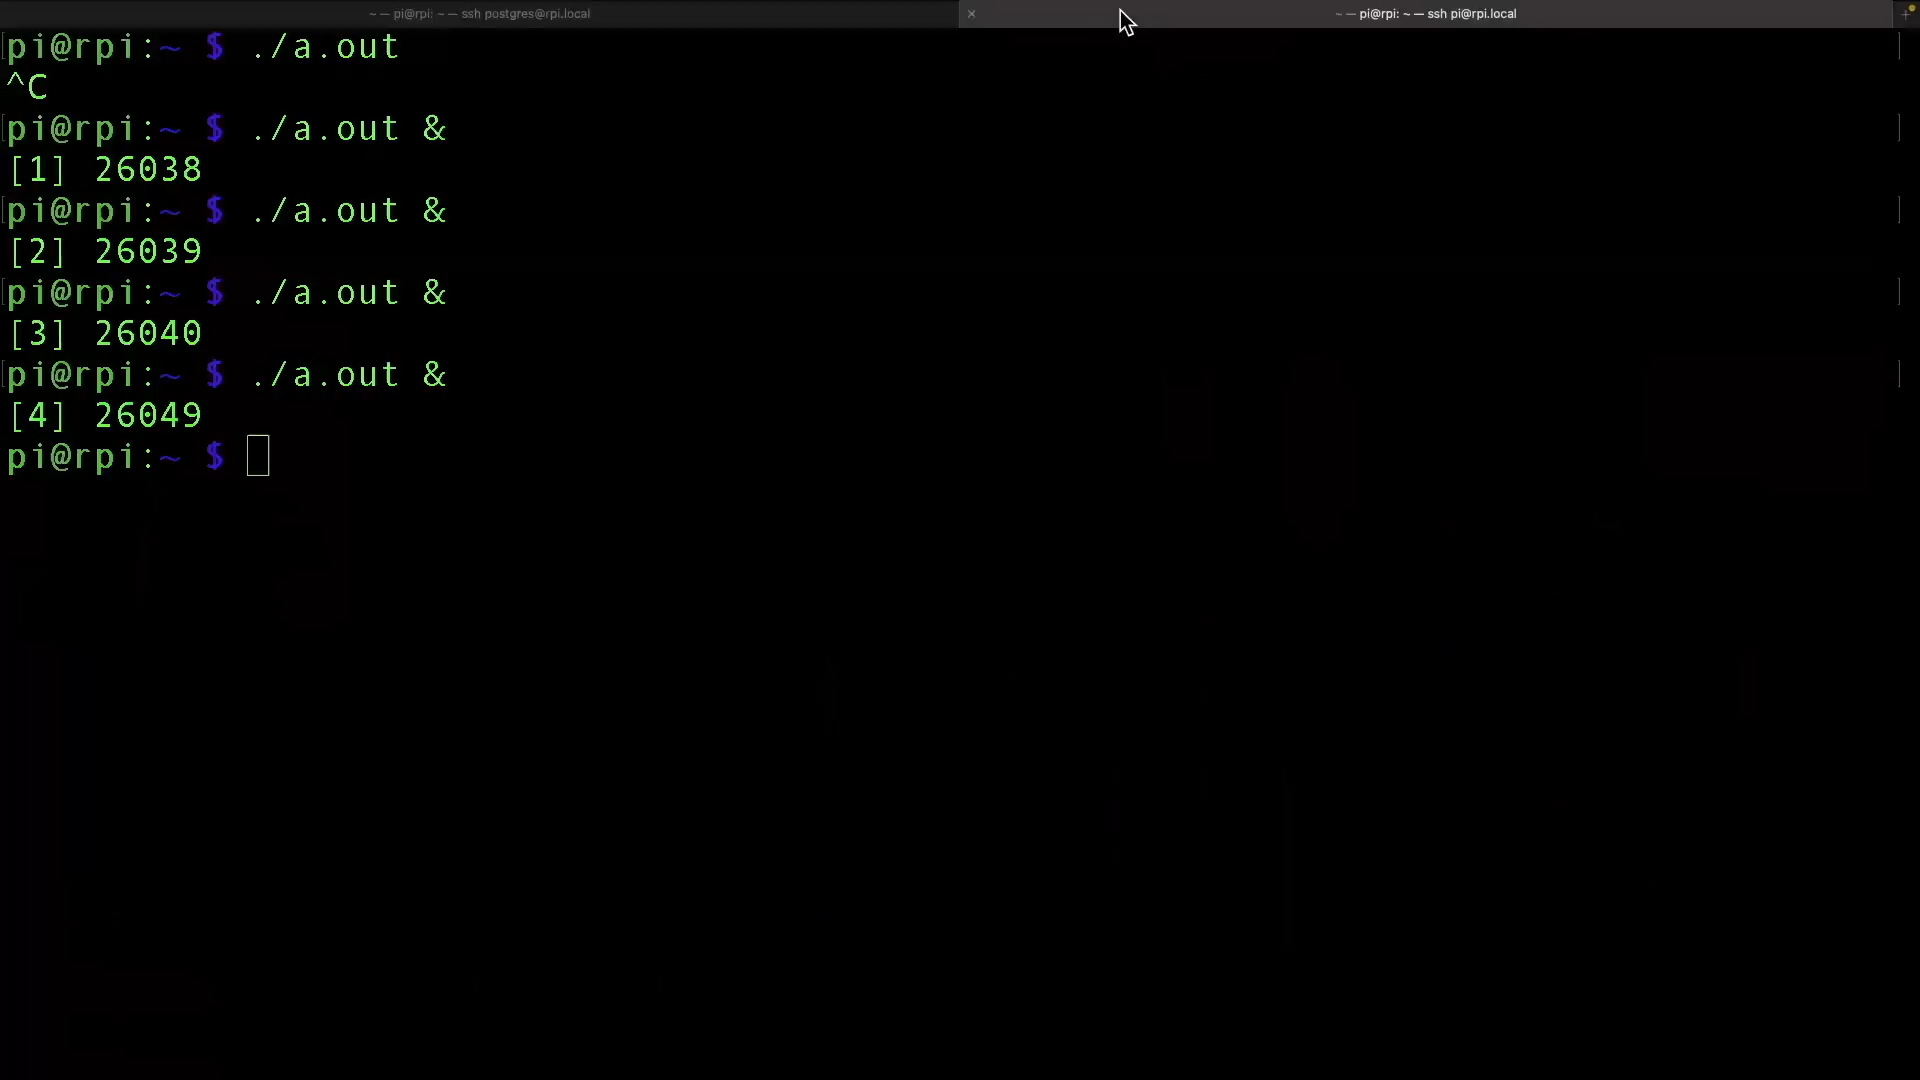 ~ — pi@rpi: ~ — ssh postgres@rpi.local
~ — pi@rpi: ~ — ssh pi@rpi.local
pi@rpi:~ $ ./a.out
^C
pi@rpi:~ $ ./a.out &
[1] 26038
pi@rpi:~ $ ./a.out &
[2] 26039
pi@rpi:~ $ ./a.out &
[3] 26040
pi@rpi:~ $ ./a.out &
[4] 26049
pi@rpi:~ $